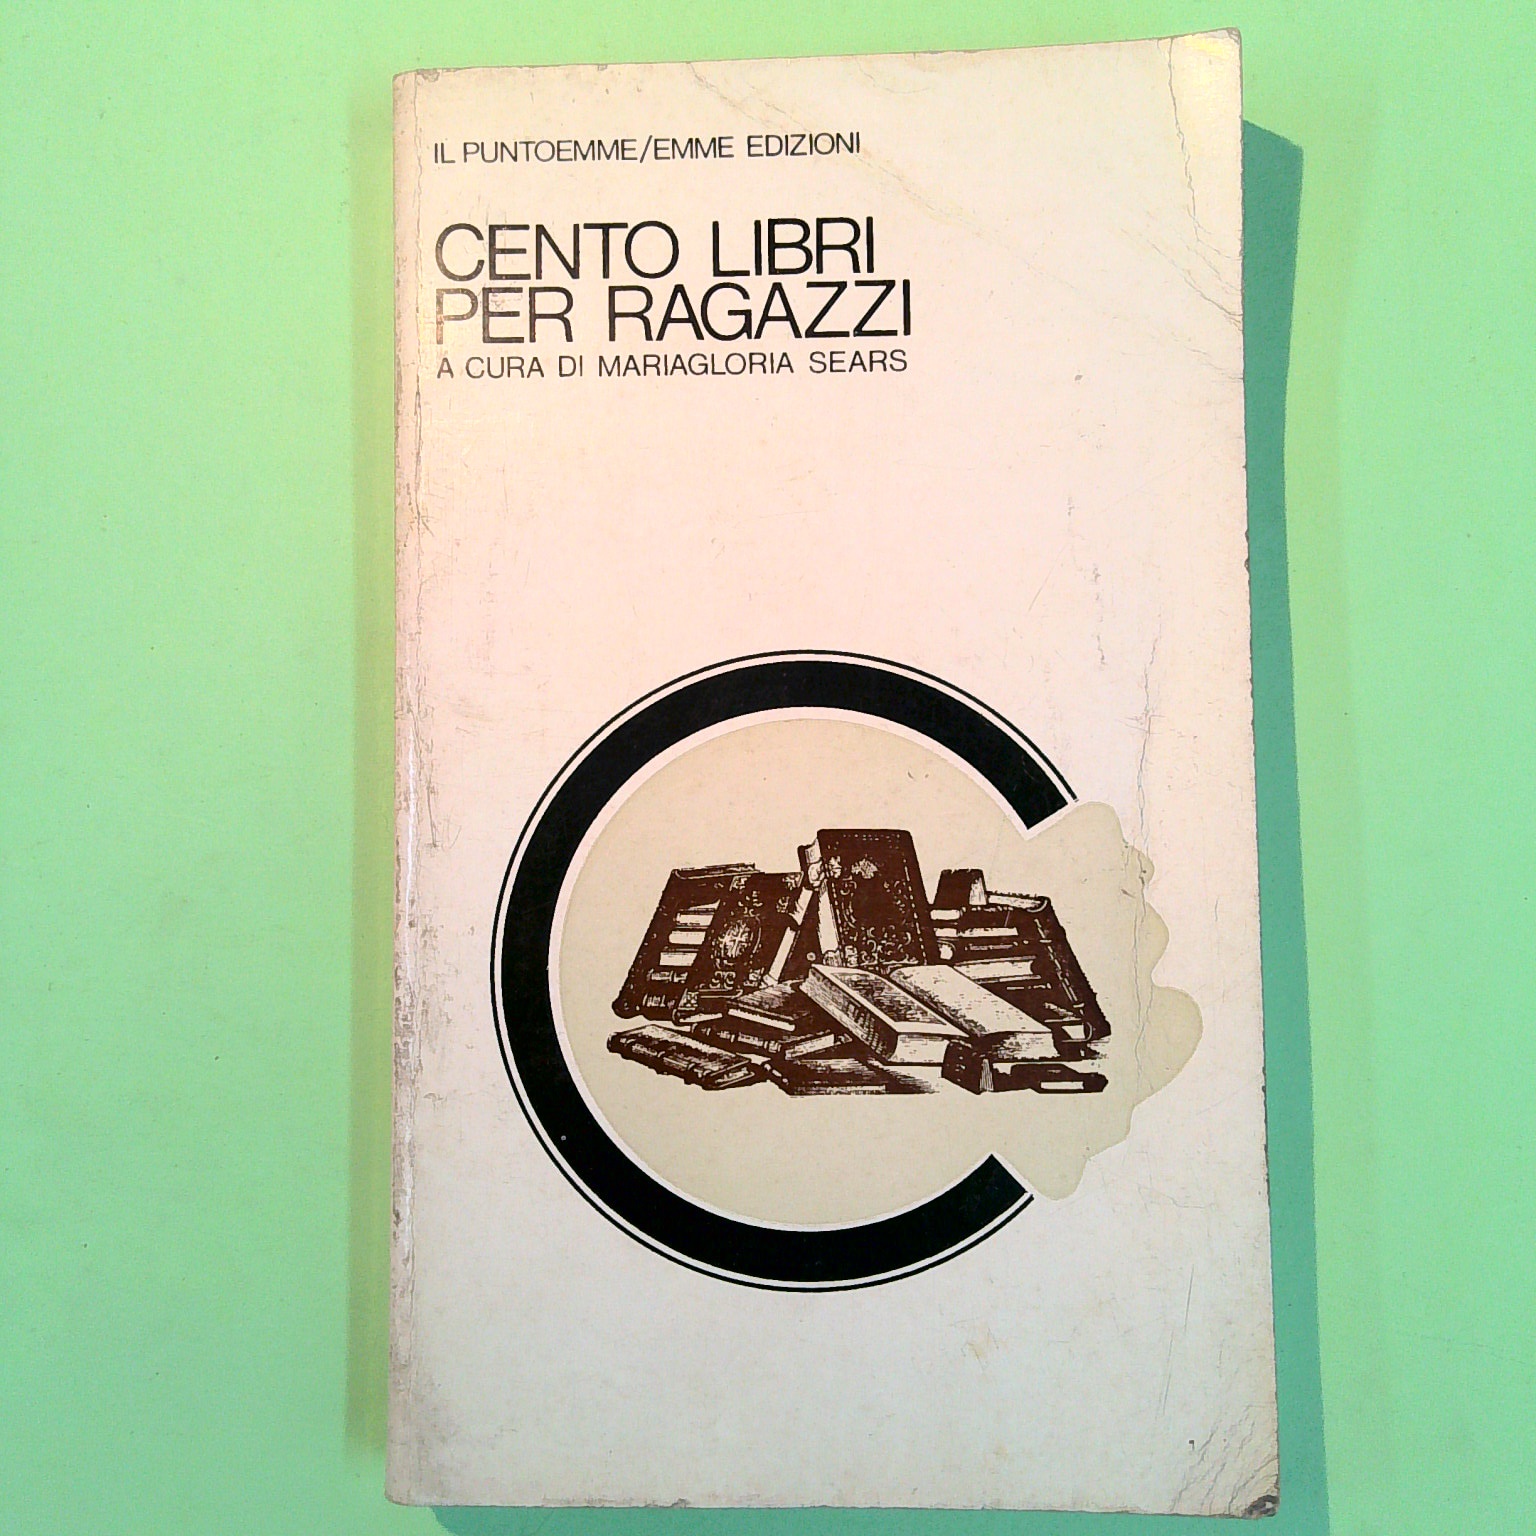 IL PUNTOEMME/EMME EDIZIONI
CENTO LIBRI
PER RAGAZZI
A CURA DI MARIAGLORIA SEARS